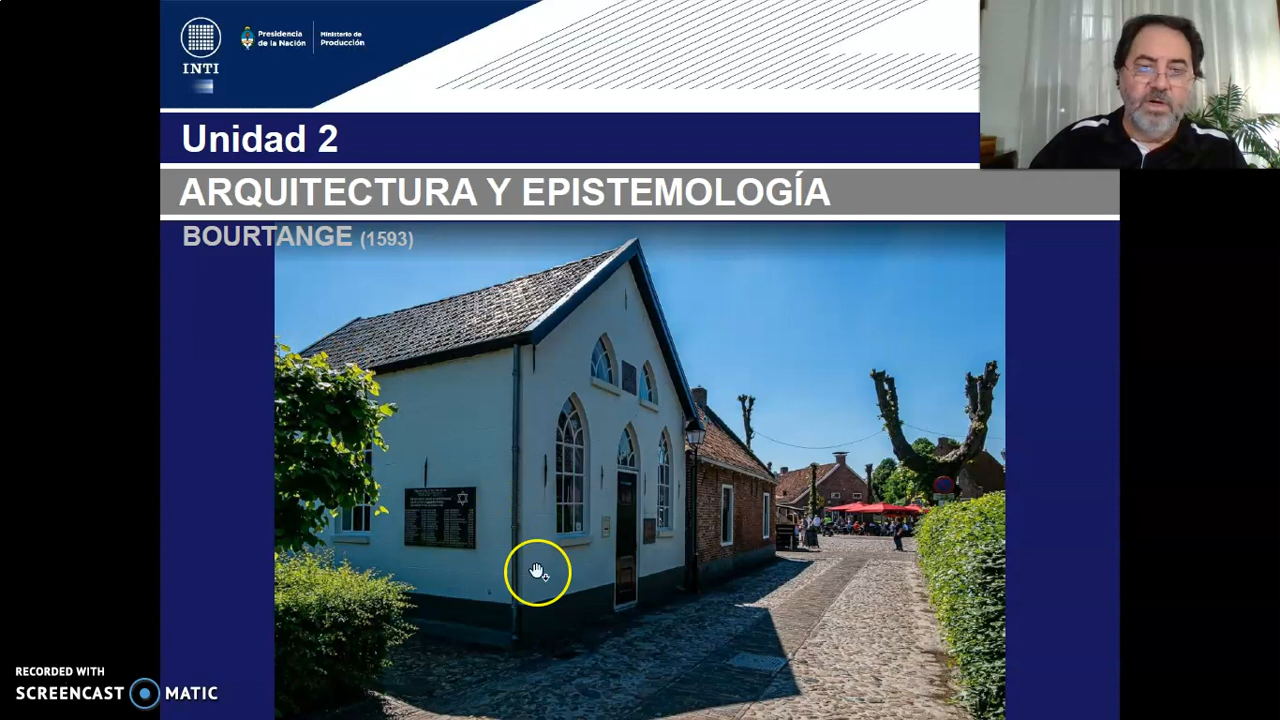 INTI
Presidencia
de la Nación
Ministerio de
Producción
Unidad 2
ARQUITECTURA Y EPISTEMOLOGÍA
BOURTANGE (1593)
RECORDED WITH
SCREENCAST MATIC